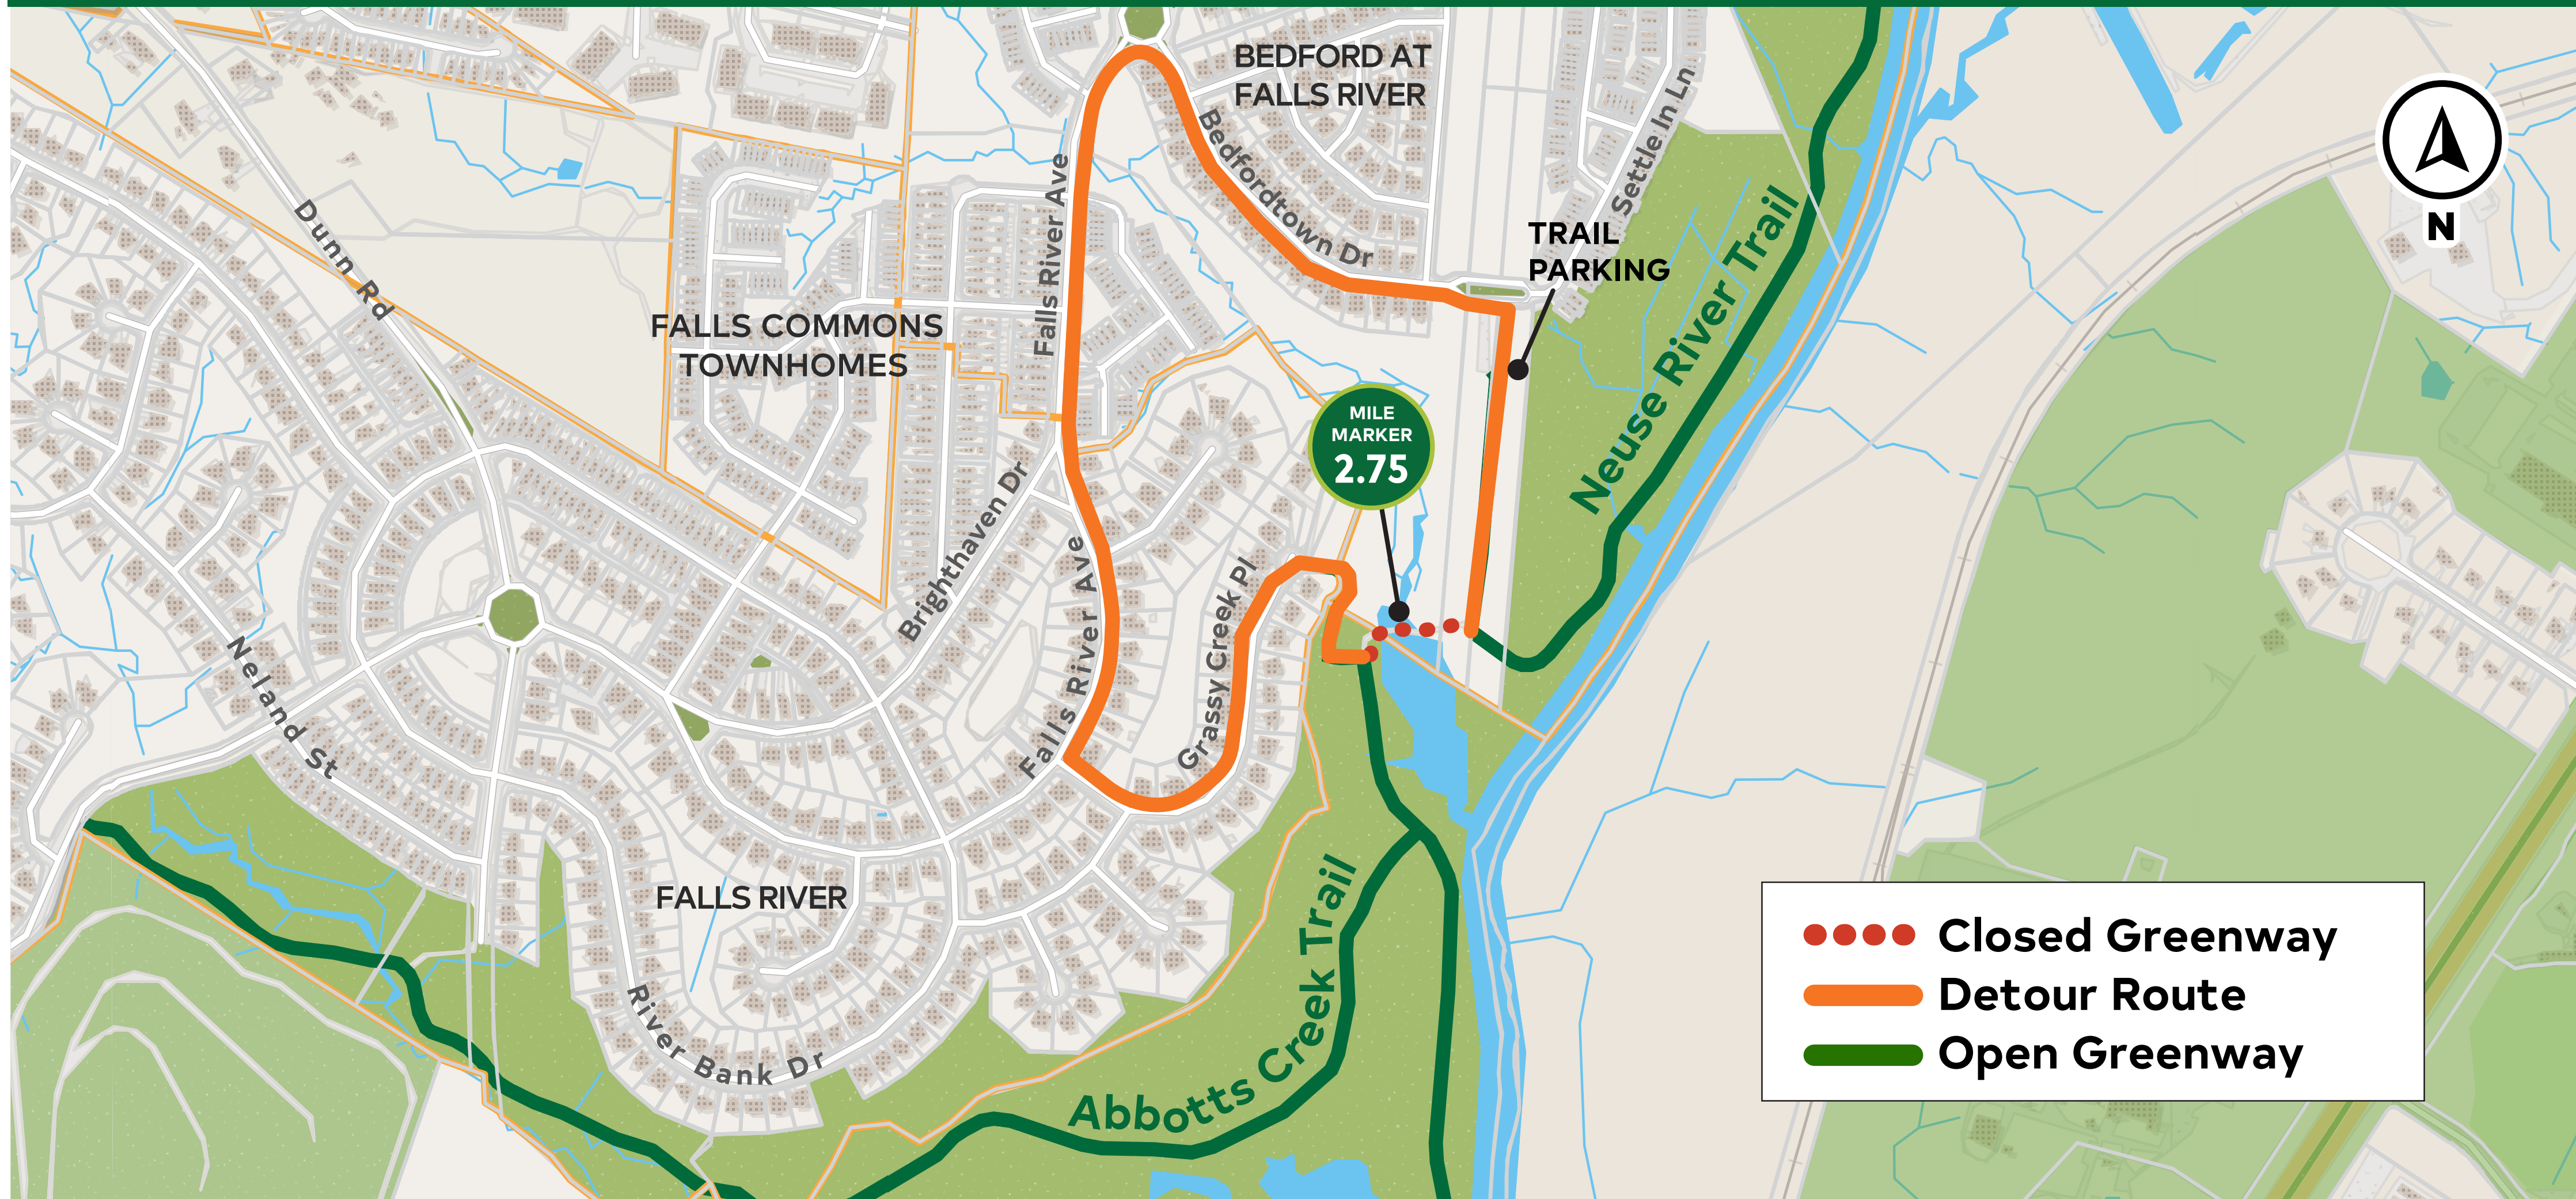 BEDFORD AT
FALLS RIVER
Settle In Ln
N
Bedfordtown Dr
Falls River Ave
Dunn Rd
TRAIL
PARKING
Neuse River Trail
FALLS COMMONS
TOWNHOMES
MILE
MARKER
2.75
Brighthaven Dr
Falls River Ave
Grassy Creek Pl
Neland St
FALLS RIVER
River Bank Dr
Abbotts Creek Trail
Closed Greenway
Detour Route
Open Greenway